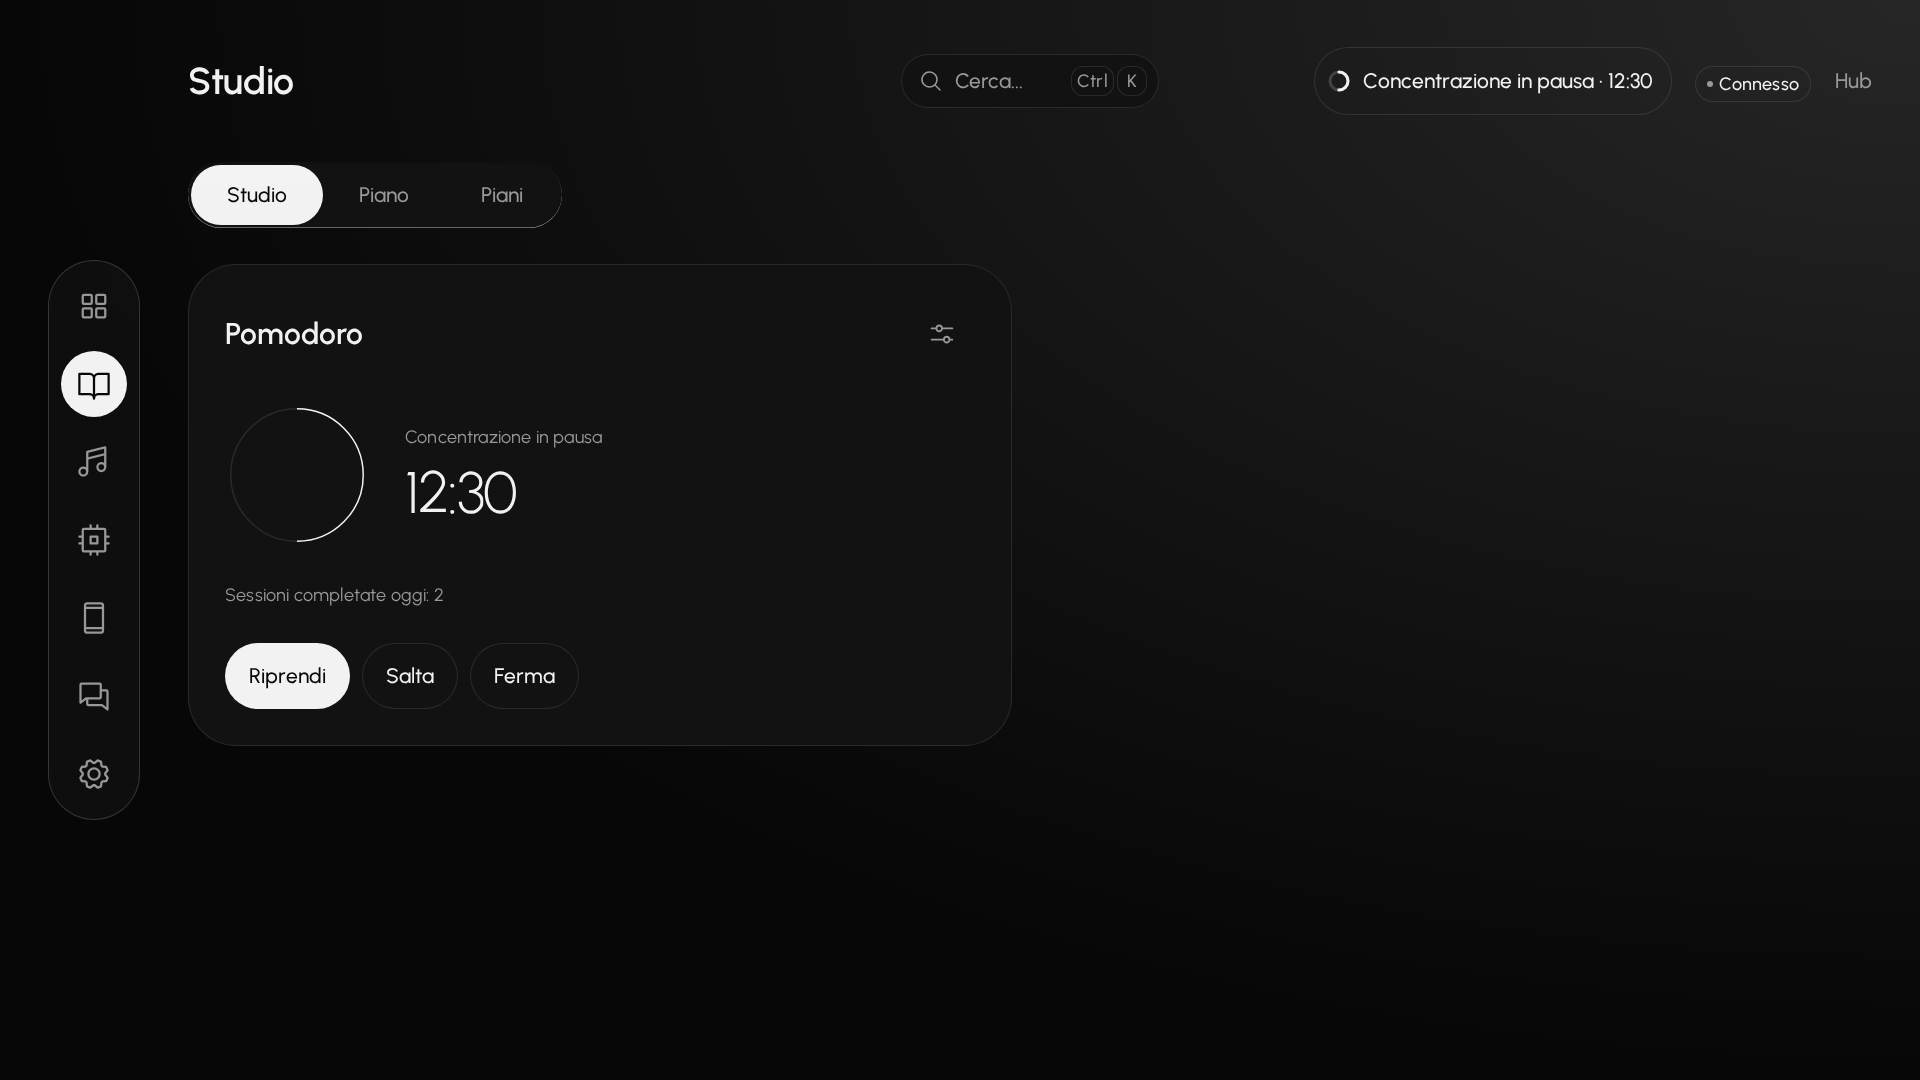 Studio
Cerca...
Ctrl K
Concentrazione in pausa · 12:30
Connesso
Hub
Studio
Piano
Piani
Pomodoro
Concentrazione in pausa
12:30
Sessioni completate oggi: 2
Riprendi
Salta
Ferma